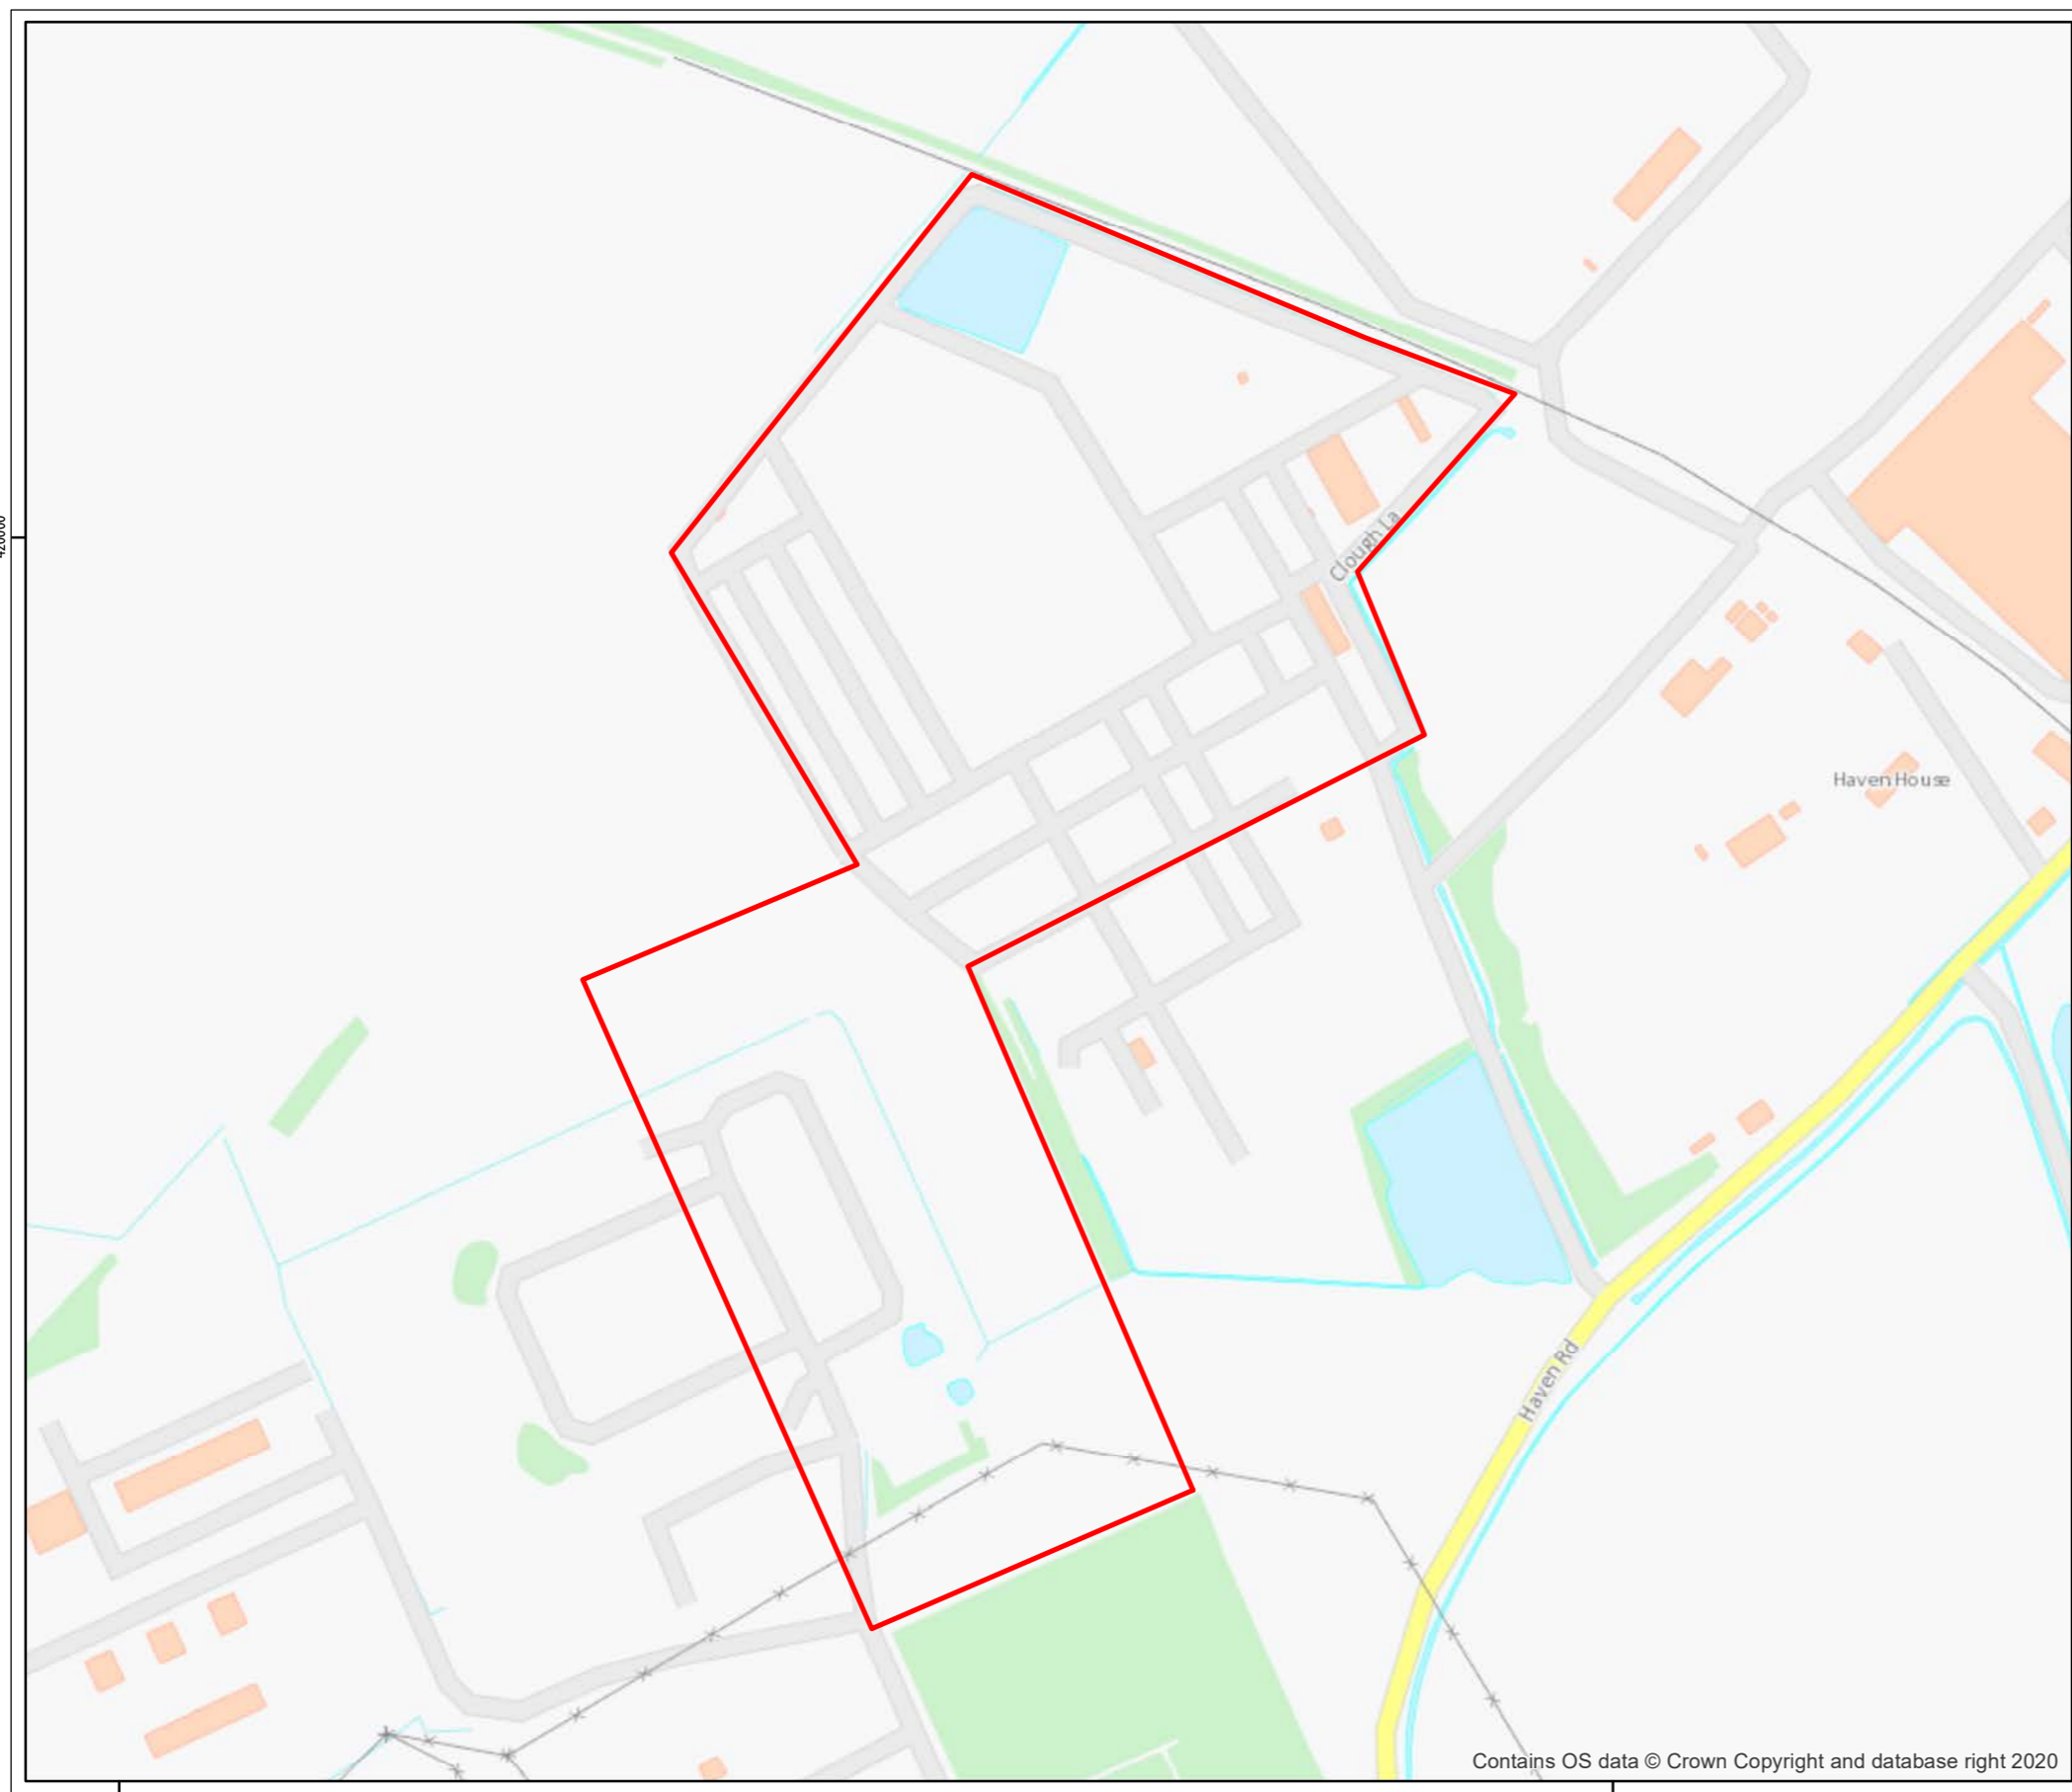 Clough La
Haven House
Haven Rd
Contains OS data © Crown Copyright and database right 2020